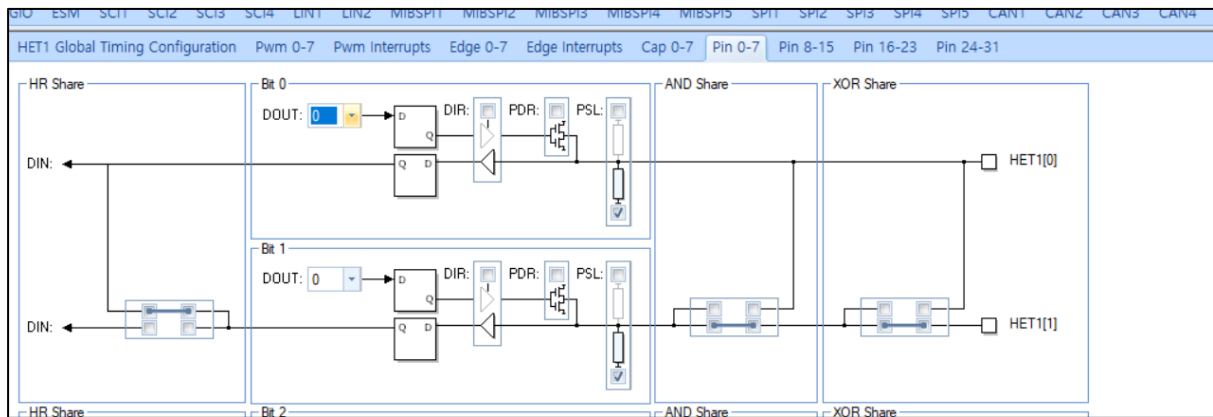 GIO ESM SCI1 SCI2 SCI3 SCI4 LIN1 LIN2 MIBSPI1 MIBSPI2 MIBSPI3 MIBSPI4 MIBSPI5 SPI1 SPI2 SPI3 SPI4 SPI5 CAN1 CAN2 CAN3 CAN4
HET1 Global Timing Configuration Pwm 0-7 Pwm Interrupts Edge 0-7 Edge Interrupts Cap 0-7 Pin 0-7 Pin 8-15 Pin 16-23 Pin 24-31
HR Share Bit 0 AND Share XOR Share
DOUT: 0 D Q DIR: PDR: PSL:
DIN: Q D HET1[0]
Bit 1
DOUT: 0 D Q DIR: PDR: PSL:
DIN: Q D HET1[1]
HR Share Bit 2 AND Share XOR Share